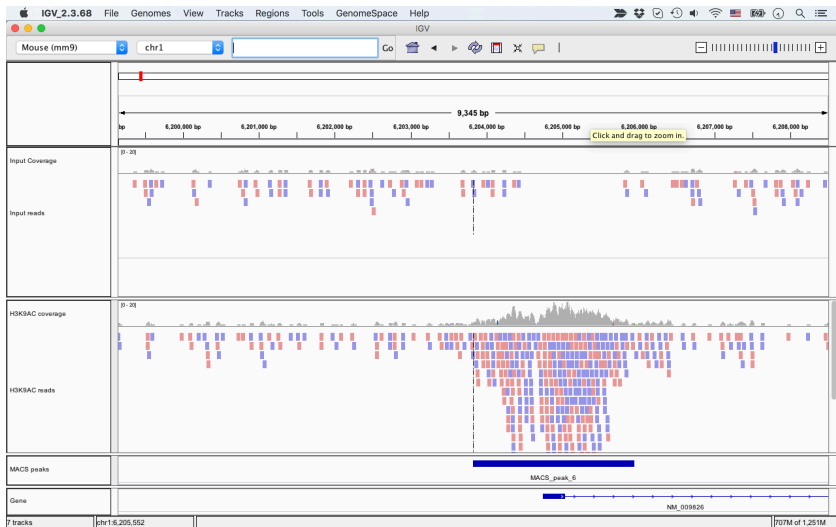 IGV_2.3.68 File Genomes View Tracks Regions Tools GenomeSpace Help
IGV
Mouse (mm9) chr1 Go
9,345 bp
bp 6,200,000 bp 6,201,000 bp 6,202,000 bp 6,203,000 bp 6,204,000 bp 6,205,000 bp 6,206,000 bp 6,207,000 bp 6,208,000 bp
Click and drag to zoom in.
[0 - 20]
Input Coverage
Input reads
[0 - 20]
H3K9AC coverage
H3K9AC reads
MACS peaks
MACS_peak_6
Gene
NM_009826
7 tracks chr1:6,205,552 707M of 1,251M